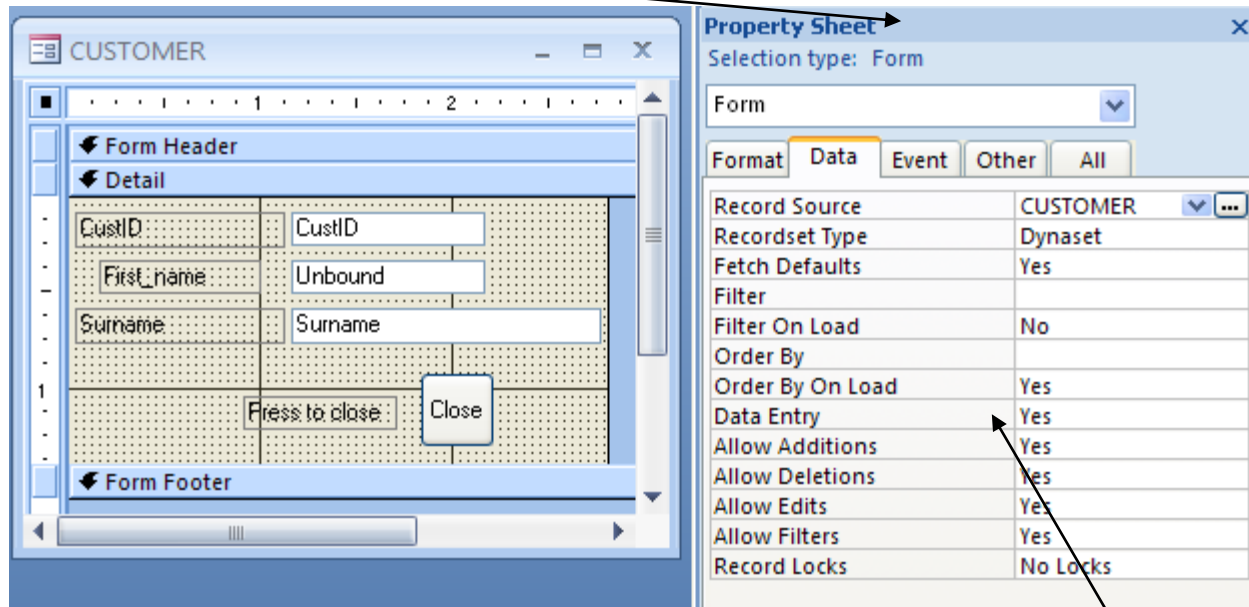 CUSTOMER
1 2
Form Header
Detail
CustID CustID
First_name Unbound
Surname Surname
1
Press to close Close
Form Footer
Property Sheet
Selection type: Form
Form
Format Data Event Other All
Record Source CUSTOMER
Recordset Type Dynaset
Fetch Defaults Yes
Filter
Filter On Load No
Order By
Order By On Load Yes
Data Entry Yes
Allow Additions Yes
Allow Deletions Yes
Allow Edits Yes
Allow Filters Yes
Record Locks No Locks